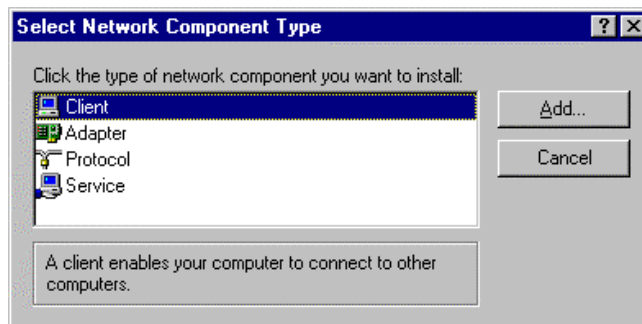 Select Network Component Type
Click the type of network component you want to install:
Client
Adapter
Protocol
Service
Add...
Cancel
A client enables your computer to connect to other
computers.